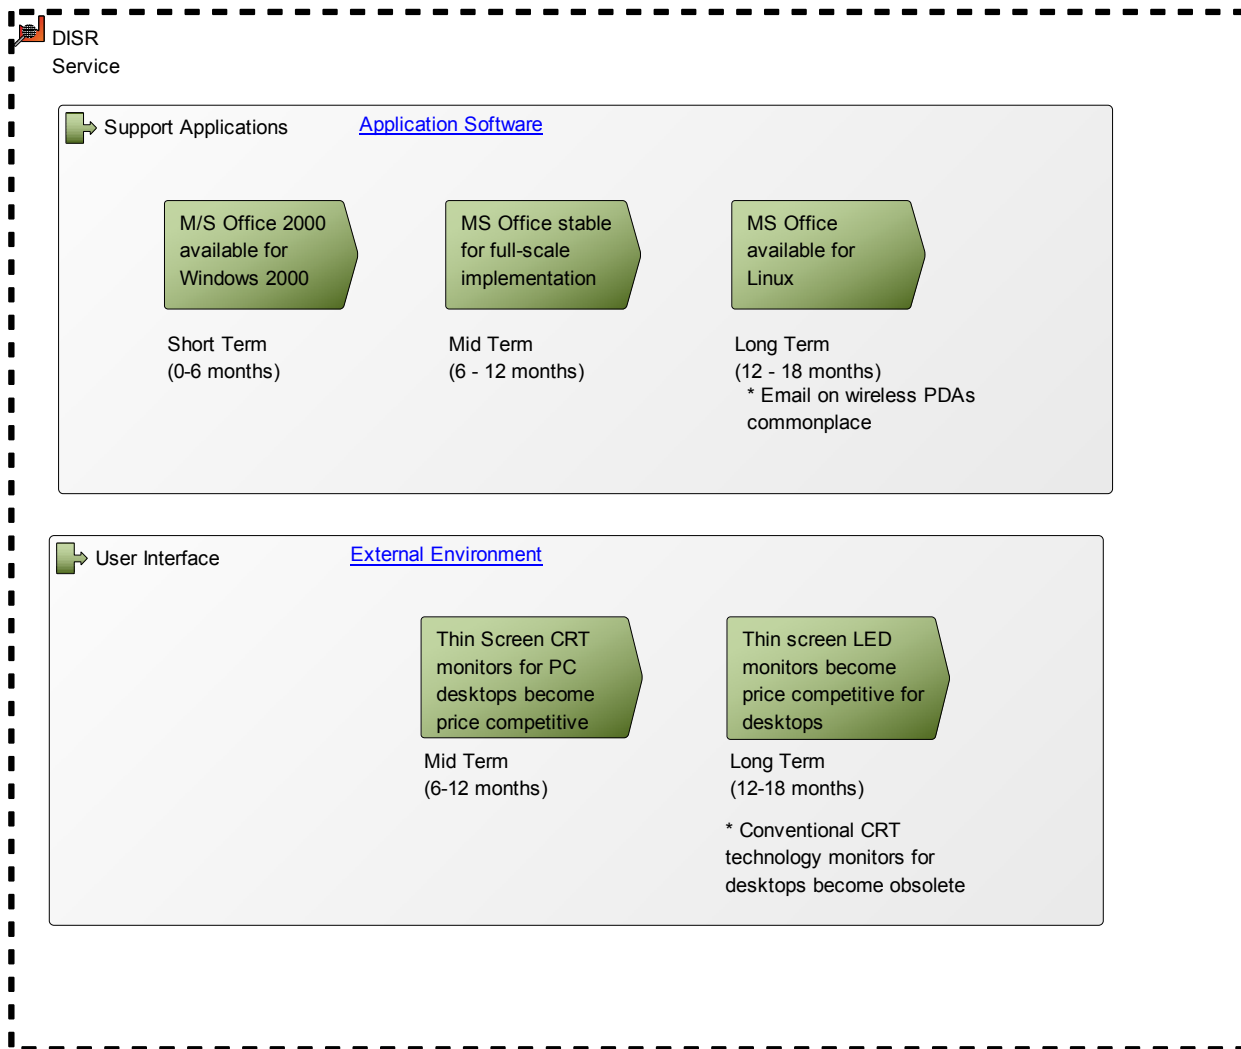 DISR
Service
Support Applications
Application Software
M/S Office 2000
available for
Windows 2000
Short Term
(0-6 months)
MS Office stable
for full-scale
implementation
Mid Term
(6 - 12 months)
MS Office
available for
Linux
Long Term
(12 - 18 months)
* Email on wireless PDAs
commonplace
User Interface
External Environment
Thin Screen CRT
monitors for PC
desktops become
price competitive
Mid Term
(6-12 months)
Thin screen LED
monitors become
price competitive for
desktops
Long Term
(12-18 months)
* Conventional CRT
technology monitors for
desktops become obsolete